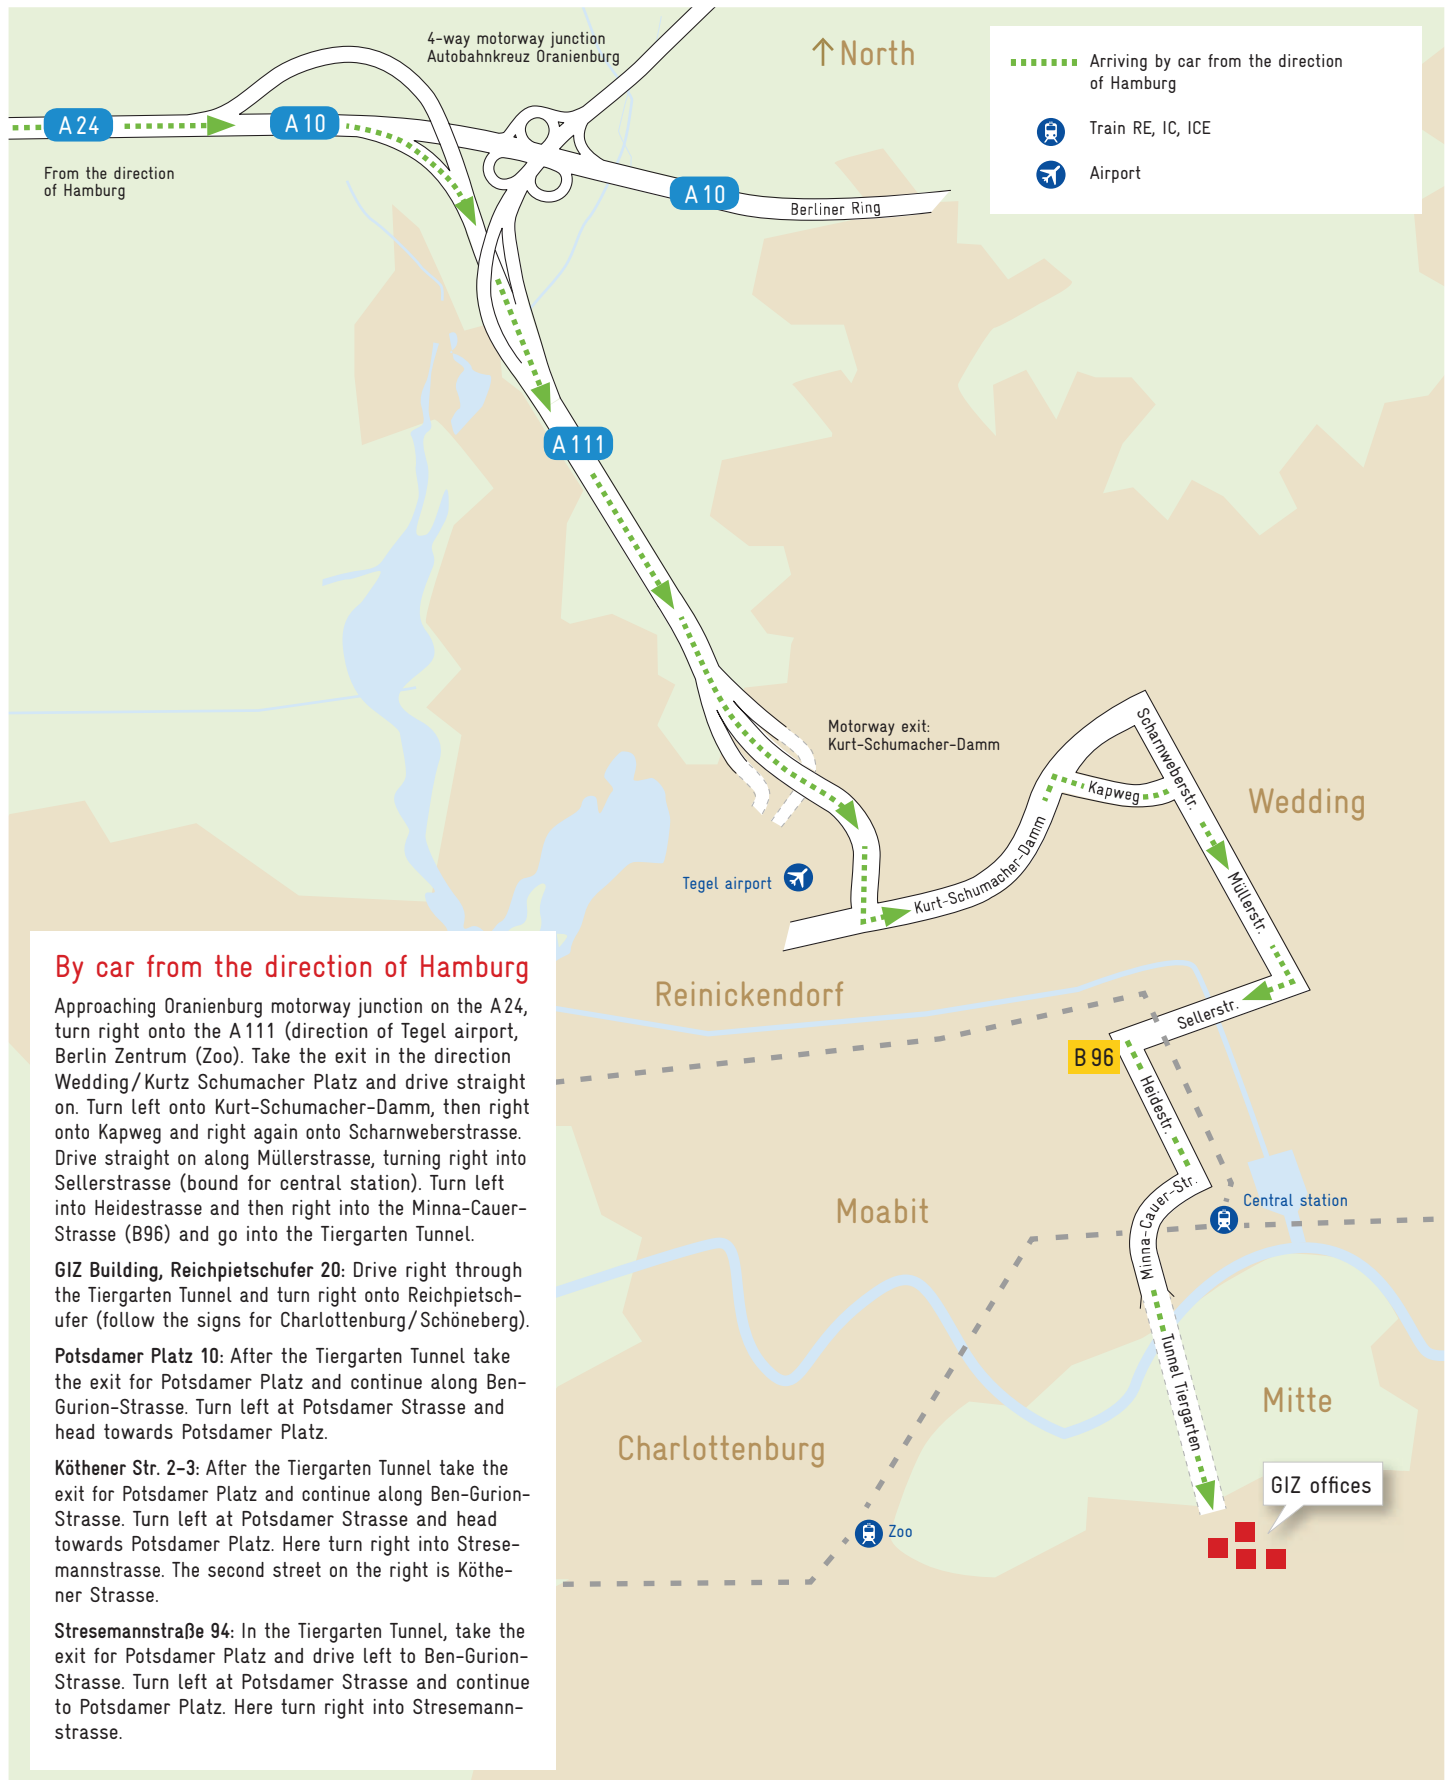 4-way motorway junction
Autobahnkreuz Oranienburg
North
Arriving by car from the direction
of Hamburg
Train RE, IC, ICE
Airport
A 24
A 10
From the direction
of Hamburg
A 10
Berliner Ring
A 111
Motorway exit:
Kurt-Schumacher-Damm
Scharnweberstr.
Kapweg
Wedding
Kurt-Schumacher-Damm
Müllerstr.
Tegel airport
Reinickendorf
Sellerstr.
B 96
Heidestr.
Moabit
Minna-Cauer-Str.
Central station
Tunnel Tiergarten
Mitte
Charlottenburg
GIZ offices
Zoo
By car from the direction of Hamburg
Approaching Oranienburg motorway junction on the A 24,
turn right onto the A 111 (direction of Tegel airport,
Berlin Zentrum (Zoo). Take the exit in the direction
Wedding/Kurtz Schumacher Platz and drive straight
on. Turn left onto Kurt-Schumacher-Damm, then right
onto Kapweg and right again onto Scharnweberstrasse.
Drive straight on along Müllerstrasse, turning right into
Sellerstrasse (bound for central station). Turn left
into Heidestrasse and then right into the Minna-Cauer-
Strasse (B96) and go into the Tiergarten Tunnel.
GIZ Building, Reichpietschufer 20: Drive right through
the Tiergarten Tunnel and turn right onto Reichpietsch-
ufer (follow the signs for Charlottenburg/Schöneberg).
Potsdamer Platz 10: After the Tiergarten Tunnel take
the exit for Potsdamer Platz and continue along Ben-
Gurion-Strasse. Turn left at Potsdamer Strasse and
head towards Potsdamer Platz.
Köthener Str. 2-3: After the Tiergarten Tunnel take the
exit for Potsdamer Platz and continue along Ben-Gurion-
Strasse. Turn left at Potsdamer Strasse and head
towards Potsdamer Platz. Here turn right into Strese-
mannstrasse. The second street on the right is Köthe-
ner Strasse.
Stresemannstraße 94: In the Tiergarten Tunnel, take the
exit for Potsdamer Platz and drive left to Ben-Gurion-
Strasse. Turn left at Potsdamer Strasse and continue
to Potsdamer Platz. Here turn right into Stresemann-
strasse.